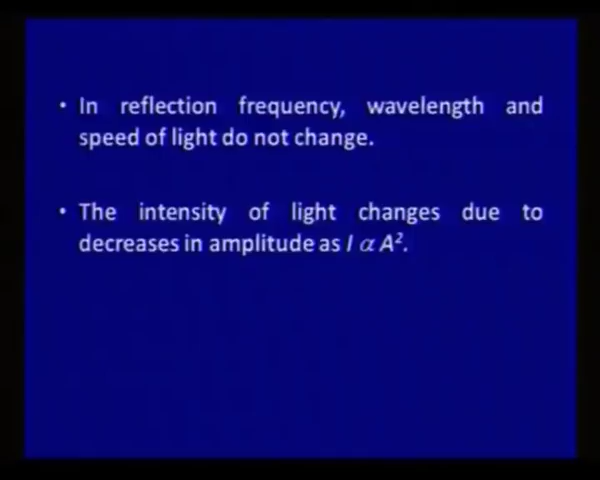 • In reflection frequency, wavelength and
speed of light do not change.
• The intensity of light changes due to
decreases in amplitude as I α A².